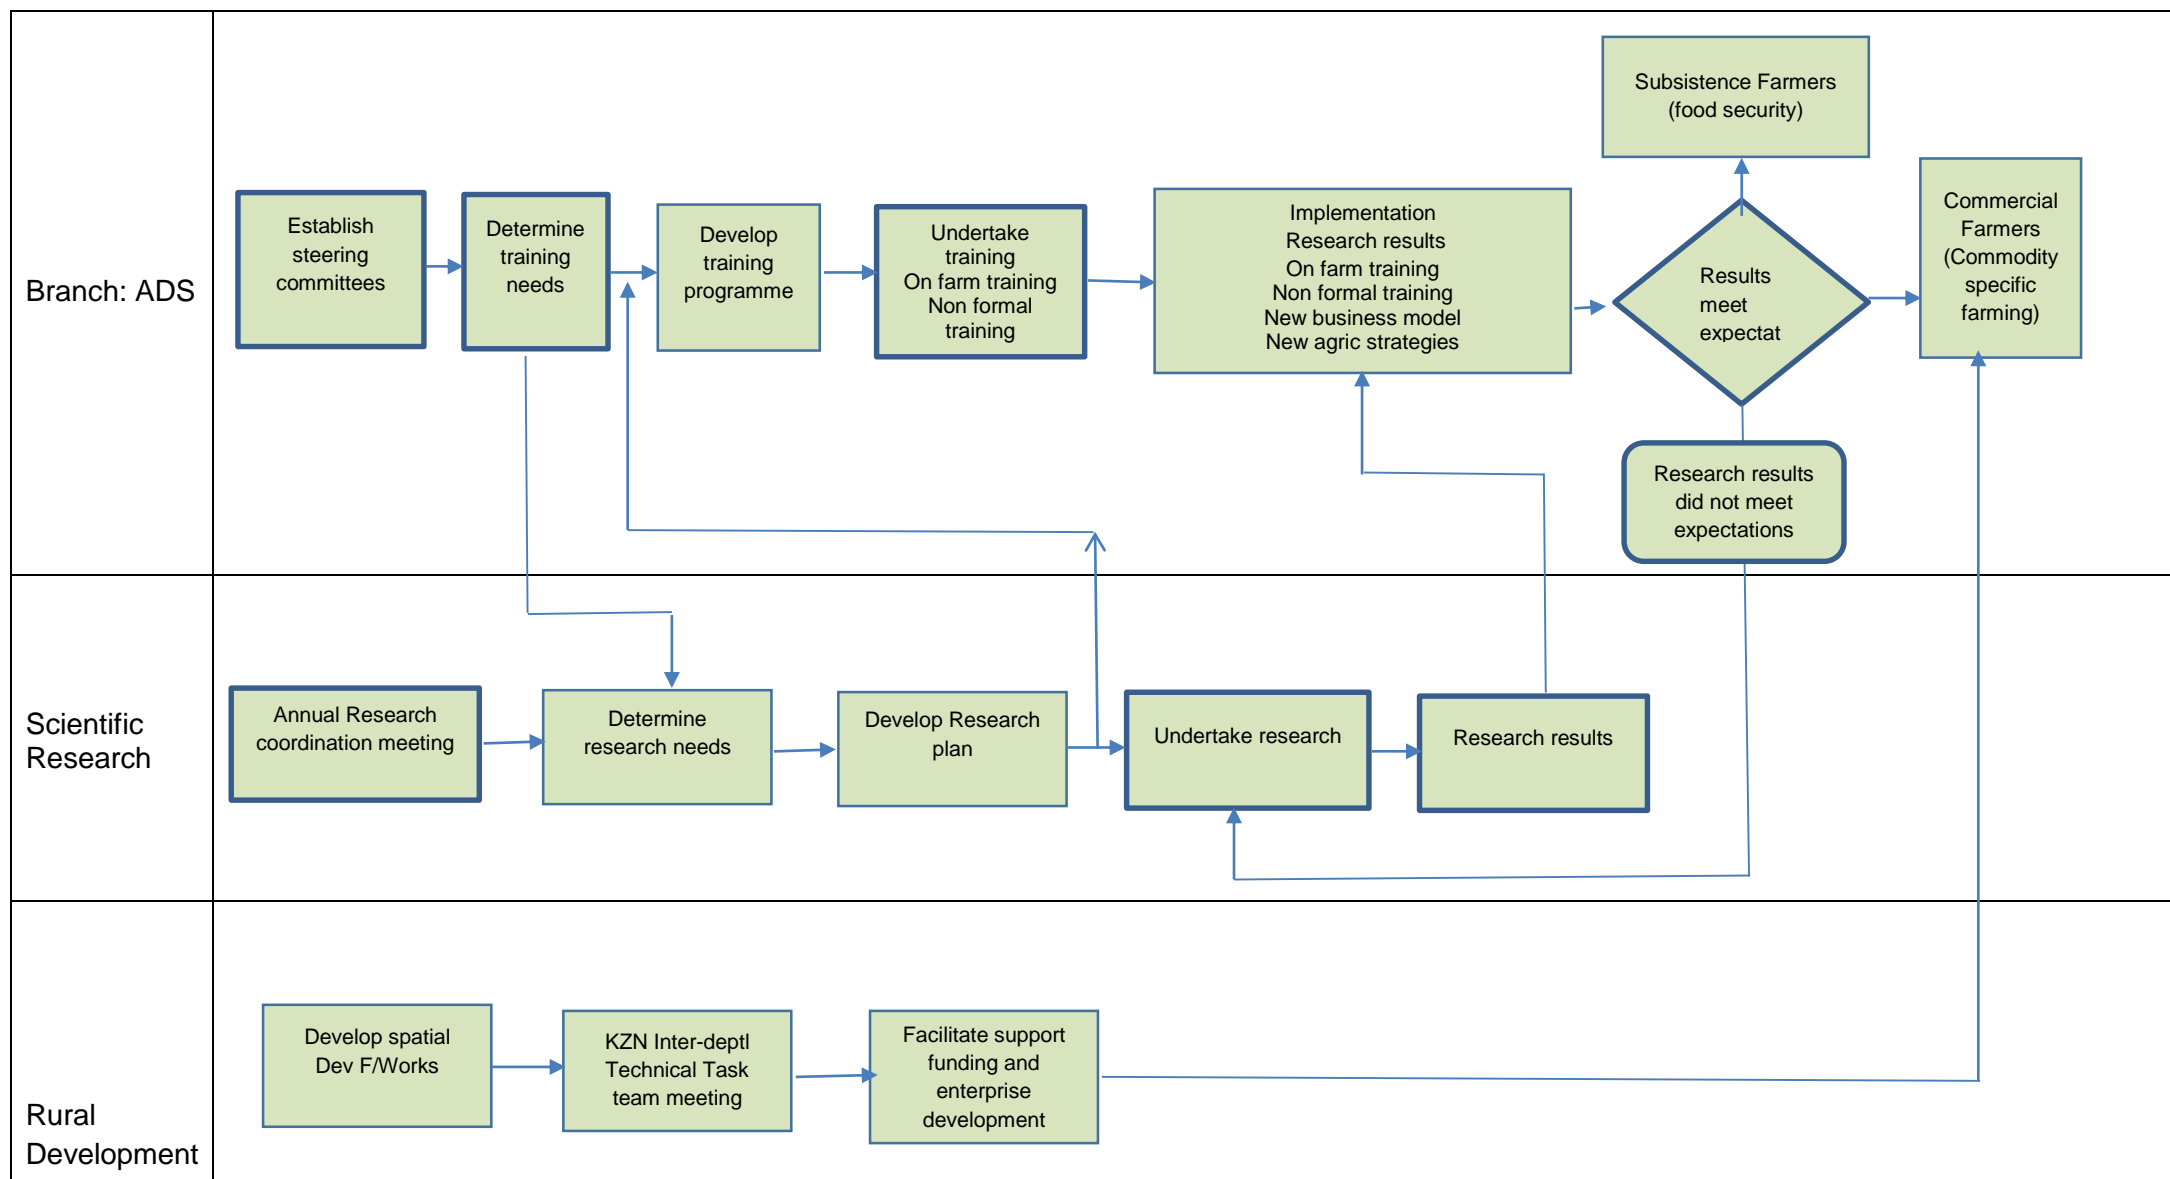 Branch: ADS
Establish
steering
committees
Determine
training
needs
Develop
training
programme
Undertake
training
On farm training
Non formal
training
Implementation
Research results
On farm training
Non formal training
New business model
New agric strategies
Results
meet
expectat
Subsistence Farmers
(food security)
Commercial
Farmers
(Commodity
specific
farming)
Research results
did not meet
expectations
Scientific
Research
Annual Research
coordination meeting
Determine
research needs
Develop Research
plan
Undertake research
Research results
Rural
Development
Develop spatial
Dev F/Works
KZN Inter-deptl
Technical Task
team meeting
Facilitate support
funding and
enterprise
development